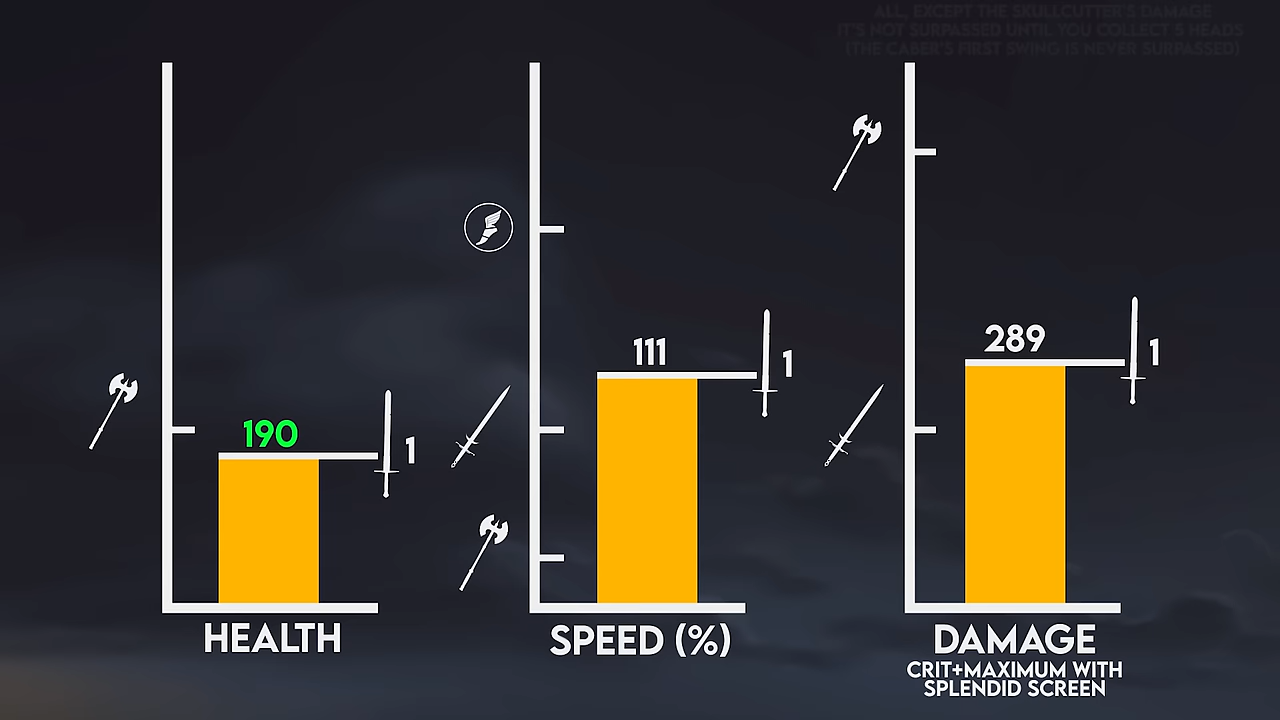 ALL, EXCEPT THE SKULLCUTTER'S DAMAGE
IT'S NOT SURPASSED UNTIL YOU COLLECT 5 HEADS
(THE CABER'S FIRST SWING IS NEVER SURPASSED)
190
1
HEALTH
111
1
SPEED (%)
289
1
DAMAGE
CRIT+MAXIMUM WITH
SPLENDID SCREEN